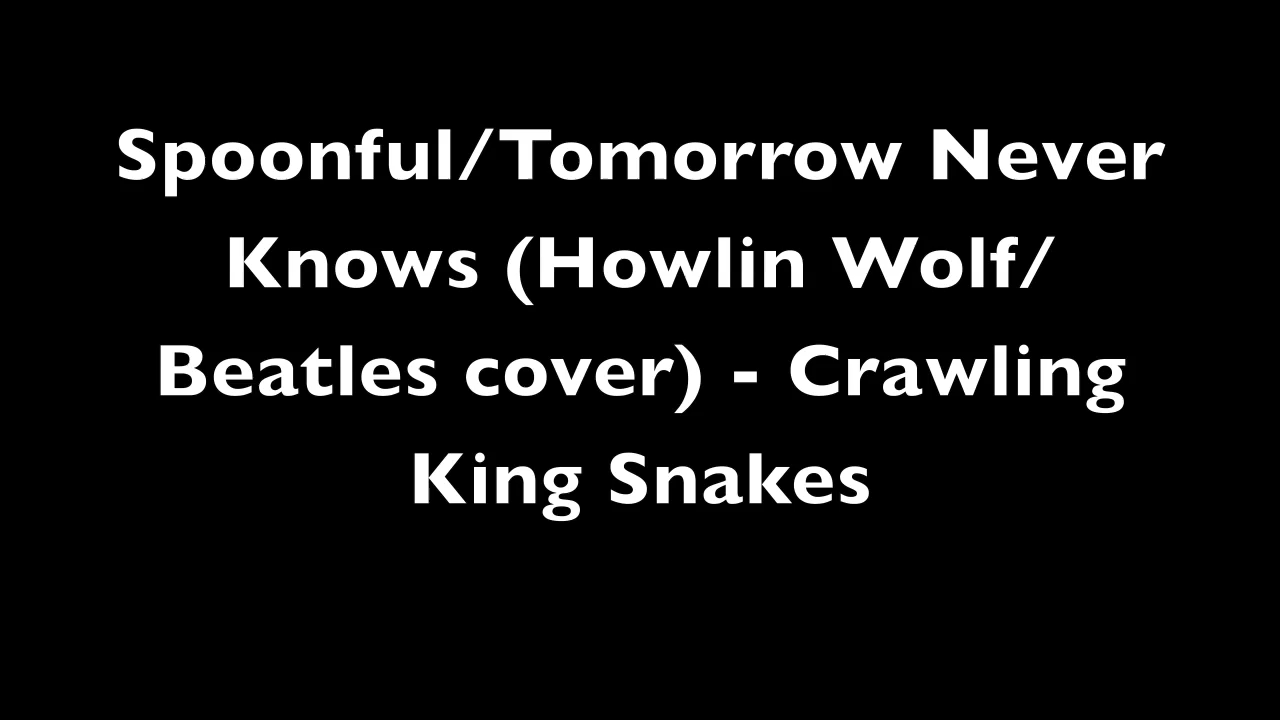 Spoonful/Tomorrow Never
Knows (Howlin Wolf/
Beatles cover) - Crawling
King Snakes